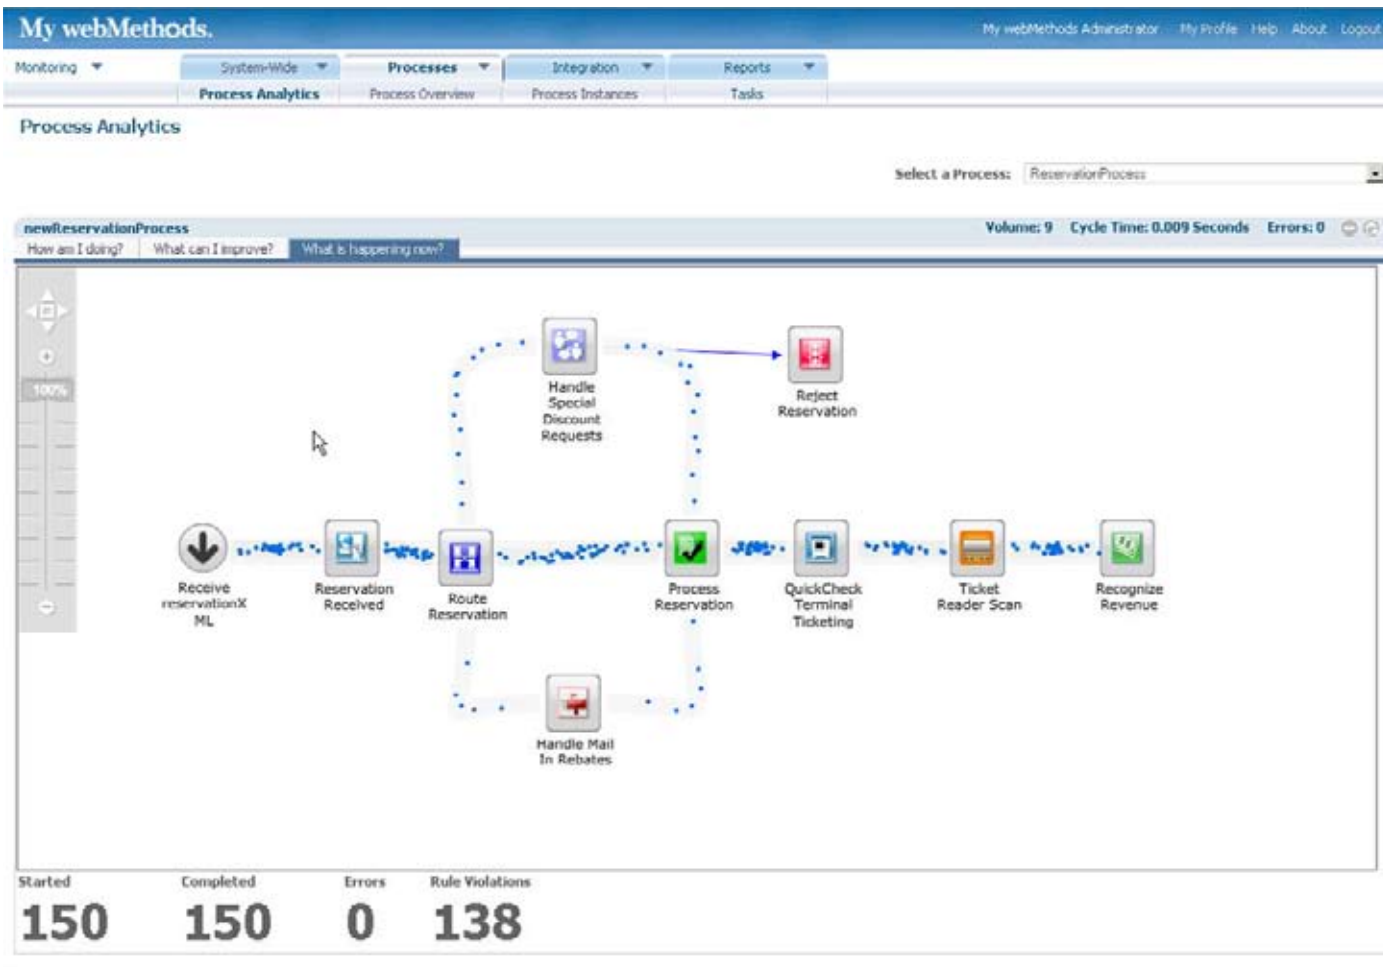 My webMethods.
My webMethods Administrator My Profile Help About Logout
Monitoring System-Wide Processes Integration Reports
Process Analytics Process Overview Process Instances Tasks
Process Analytics
Select a Process: ReservationProcess
newReservationProcess Volume: 9 Cycle Time: 0.009 Seconds Errors: 0
How am I doing? What can I improve? What is happening now?
100%
Handle
Special
Discount
Requests
Reject
Reservation
Receive
reservationX
ML
Reservation
Received
Route
Reservation
Process
Reservation
QuickCheck
Terminal
Ticketing
Ticket
Reader Scan
Recognize
Revenue
Handle Mail
In Rebates
Started Completed Errors Rule Violations
150 150 0 138